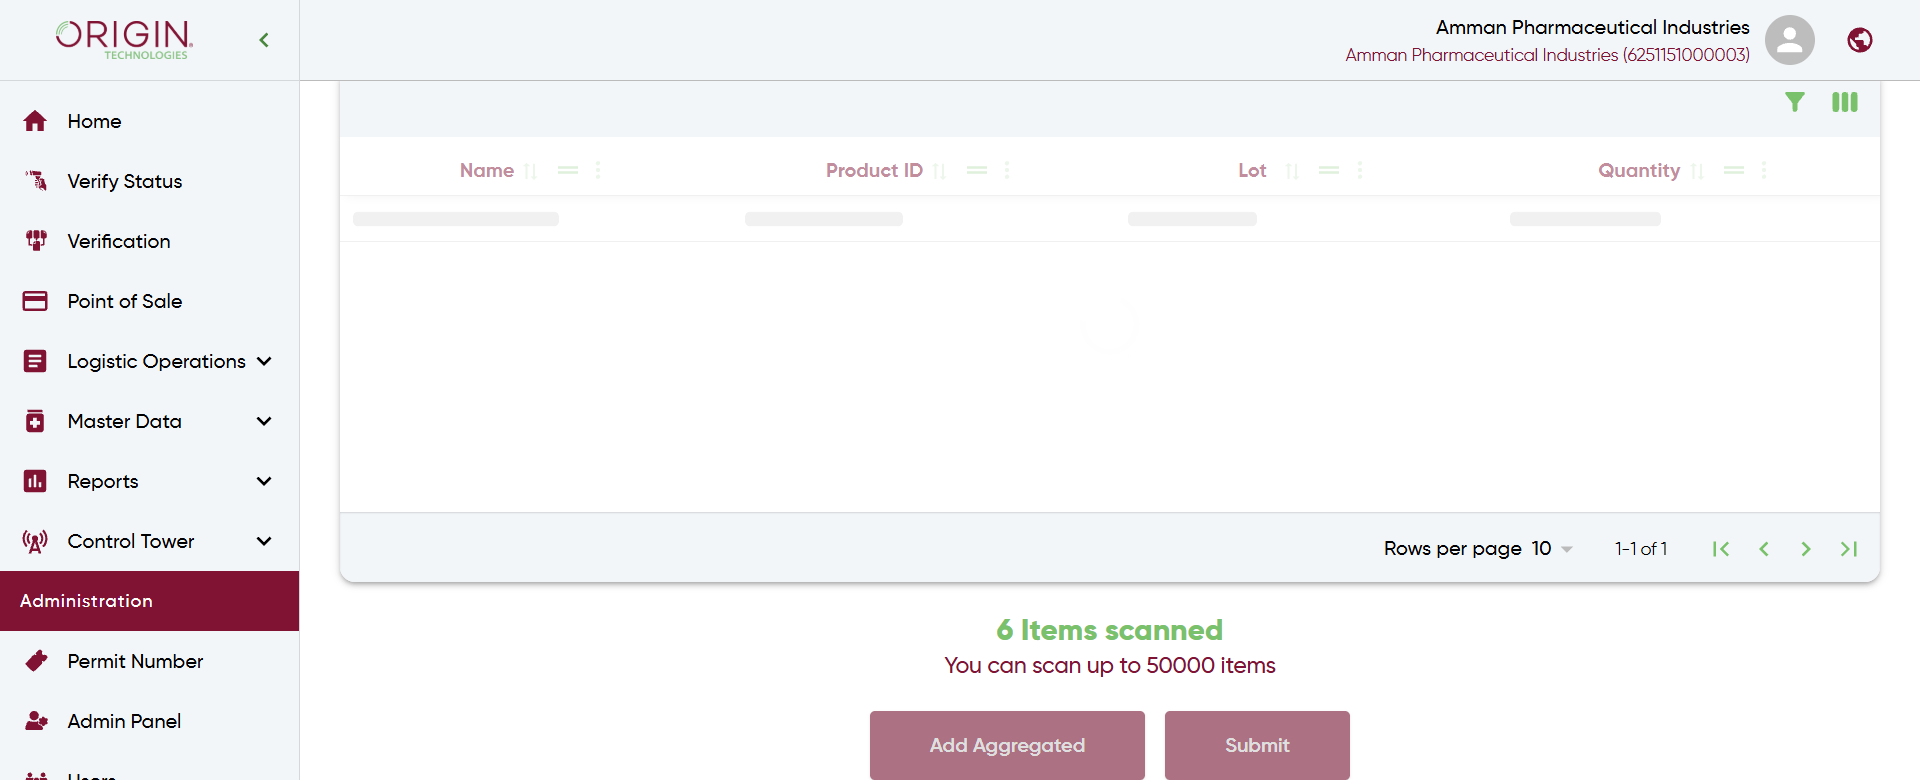 ORIGIN
TECHNOLOGIES
Amman Pharmaceutical Industries
Amman Pharmaceutical Industries (6251151000003)
Home
Verify Status
Verification
Point of Sale
Logistic Operations
Master Data
Reports
Control Tower
Administration
Permit Number
Admin Panel
Users
Name
Product ID
Lot
Quantity
Rows per page 10
1-1 of 1
6 Items scanned
You can scan up to 50000 items
Add Aggregated
Submit